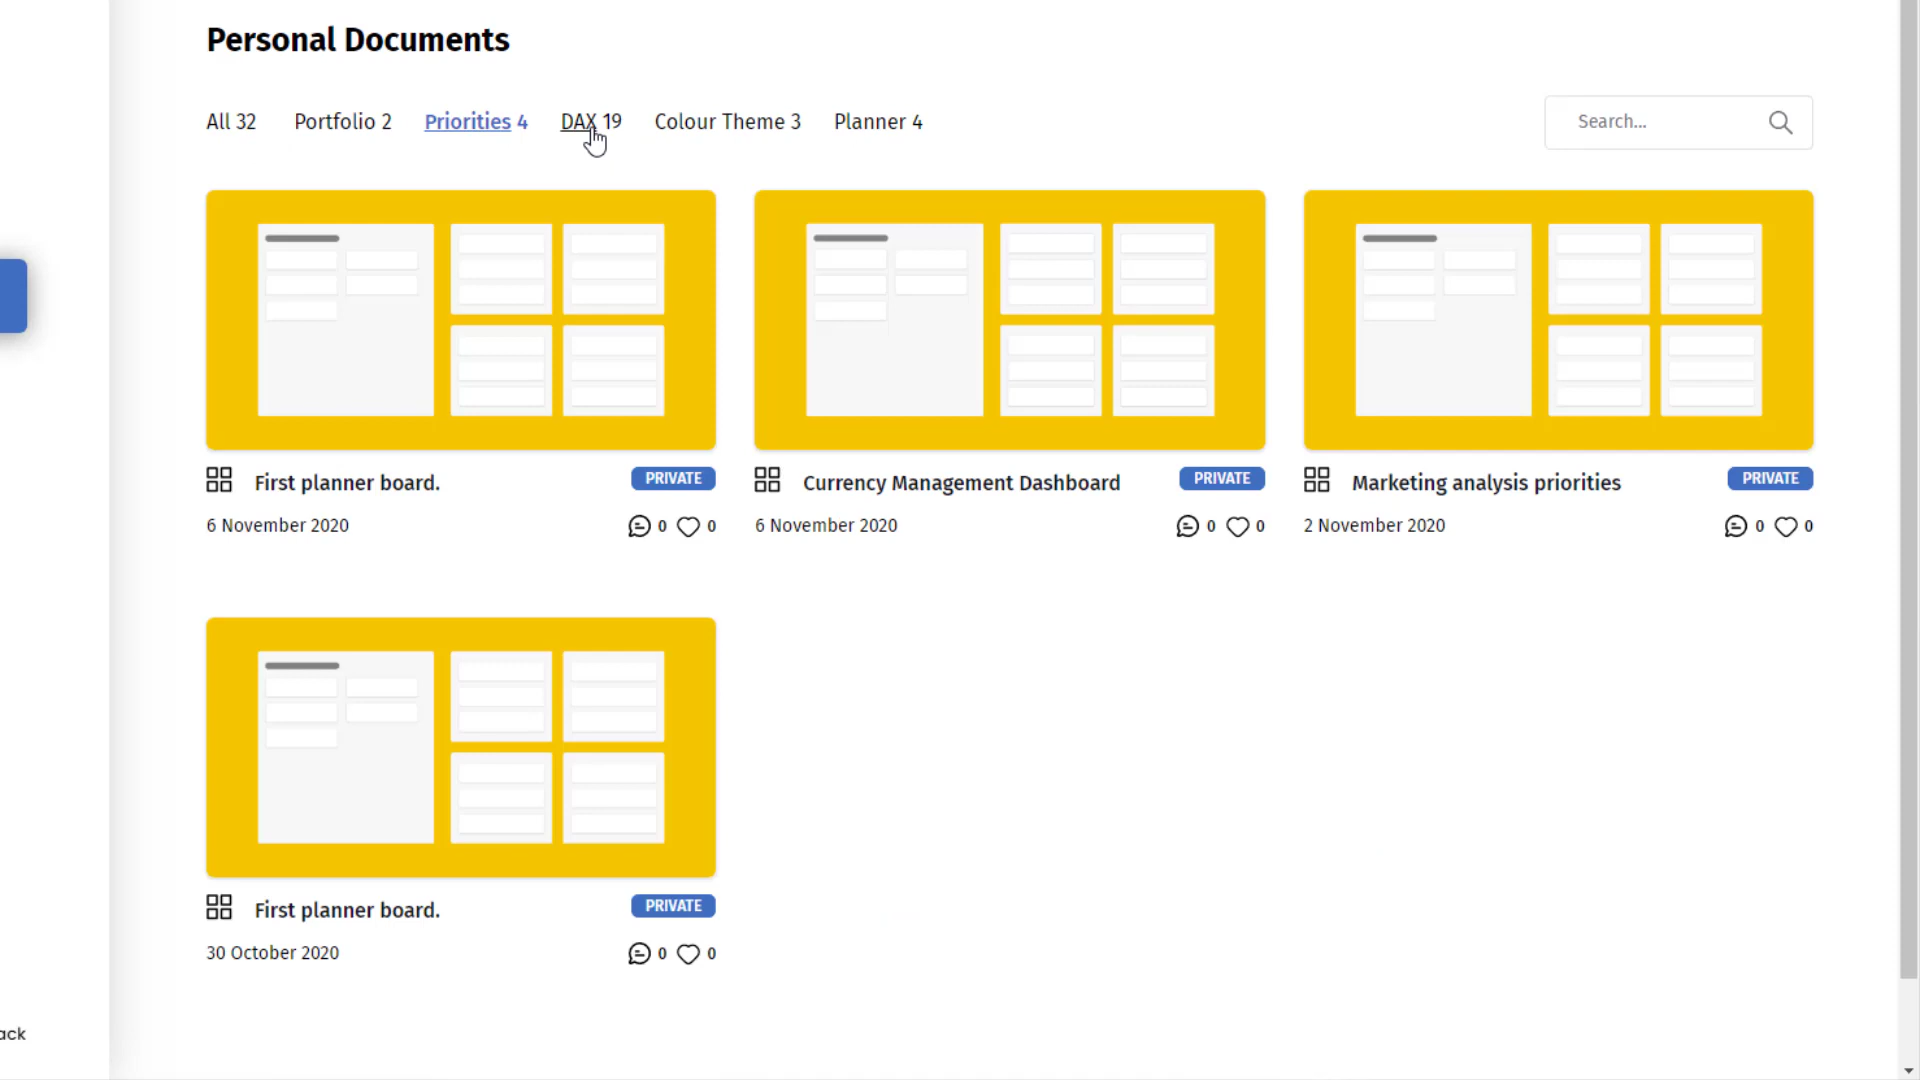 Personal Documents
All 32 Portfolio 2 Priorities 4 DAX 19 Colour Theme 3 Planner 4
Search...
First planner board. PRIVATE
6 November 2020 0 0
Currency Management Dashboard PRIVATE
6 November 2020 0 0
Marketing analysis priorities PRIVATE
2 November 2020 0 0
First planner board. PRIVATE
30 October 2020 0 0
ack